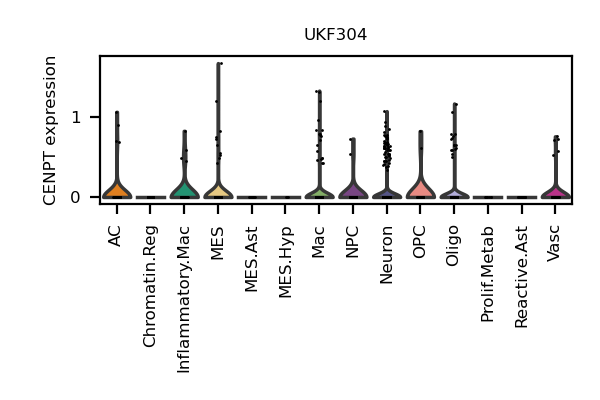 UKF304
CENPT expression
1
0
AC
Chromatin.Reg
Inflammatory.Mac
MES
MES.Ast
MES.Hyp
Mac
NPC
Neuron
OPC
Oligo
Prolif.Metab
Reactive.Ast
Vasc